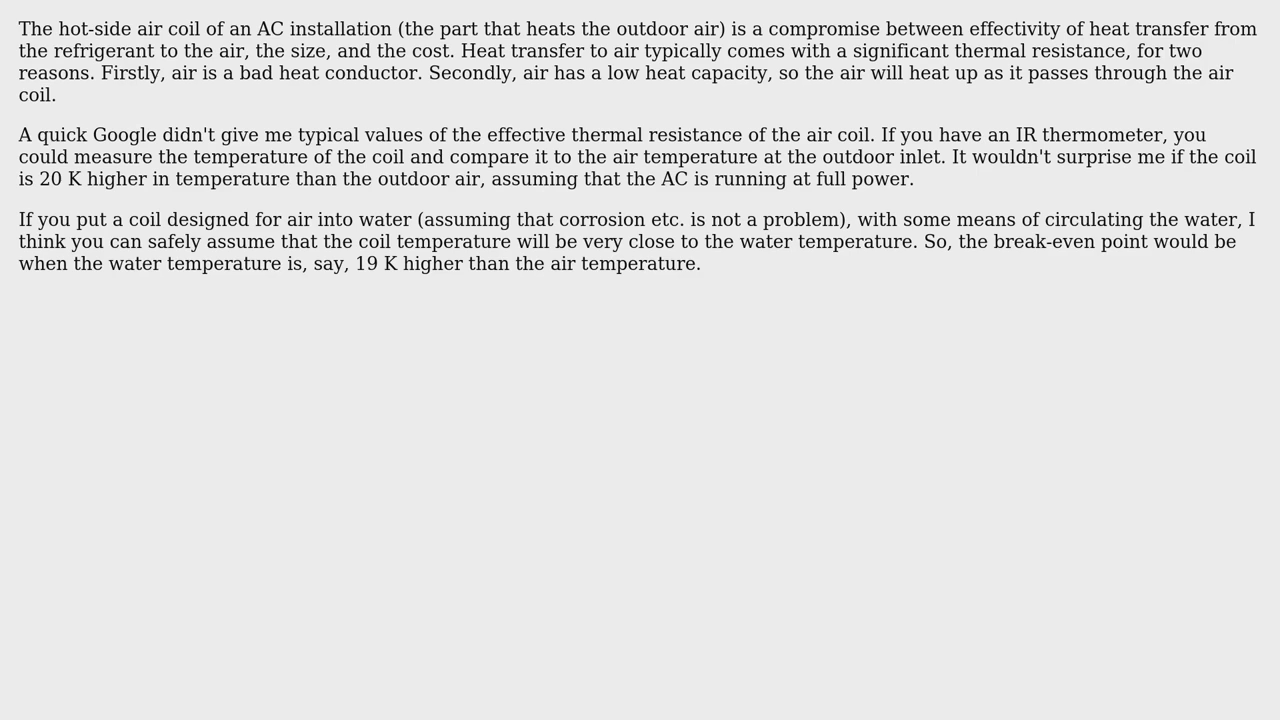 The hot-side air coil of an AC installation (the part that heats the outdoor air) is a compromise between effectivity of heat transfer from
the refrigerant to the air, the size, and the cost. Heat transfer to air typically comes with a significant thermal resistance, for two
reasons. Firstly, air is a bad heat conductor. Secondly, air has a low heat capacity, so the air will heat up as it passes through the air
coil.
A quick Google didn't give me typical values of the effective thermal resistance of the air coil. If you have an IR thermometer, you
could measure the temperature of the coil and compare it to the air temperature at the outdoor inlet. It wouldn't surprise me if the coil
is 20 K higher in temperature than the outdoor air, assuming that the AC is running at full power.
If you put a coil designed for air into water (assuming that corrosion etc. is not a problem), with some means of circulating the water, I
think you can safely assume that the coil temperature will be very close to the water temperature. So, the break-even point would be
when the water temperature is, say, 19 K higher than the air temperature.